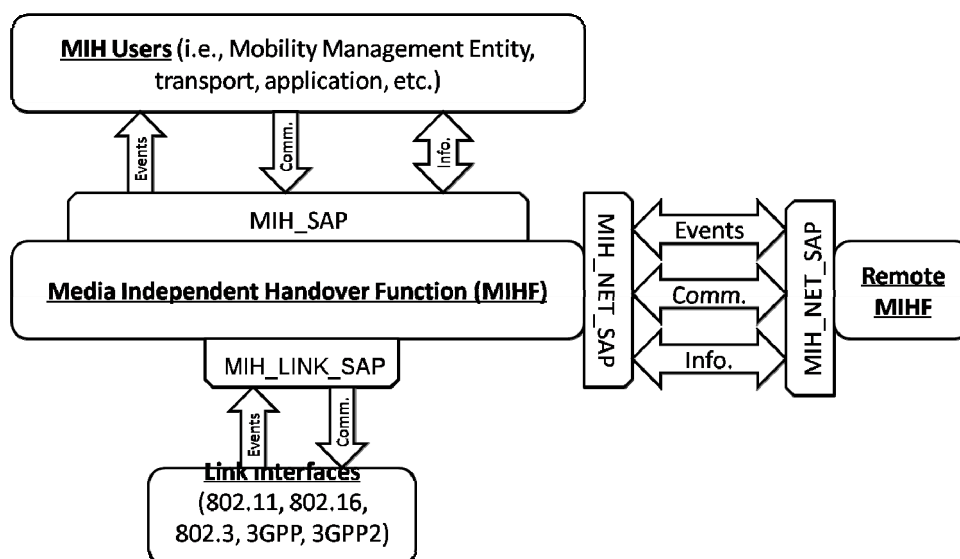 MIH Users (i.e., Mobility Management Entity,
transport, application, etc.)
Events
Comm.
Info.
MIH_SAP
Media Independent Handover Function (MIHF)
MIH_NET_SAP
Events
Comm.
Info.
MIH_NET_SAP
Remote
MIHF
MIH_LINK_SAP
Events
Comm.
Link Interfaces
(802.11, 802.16,
802.3, 3GPP, 3GPP2)